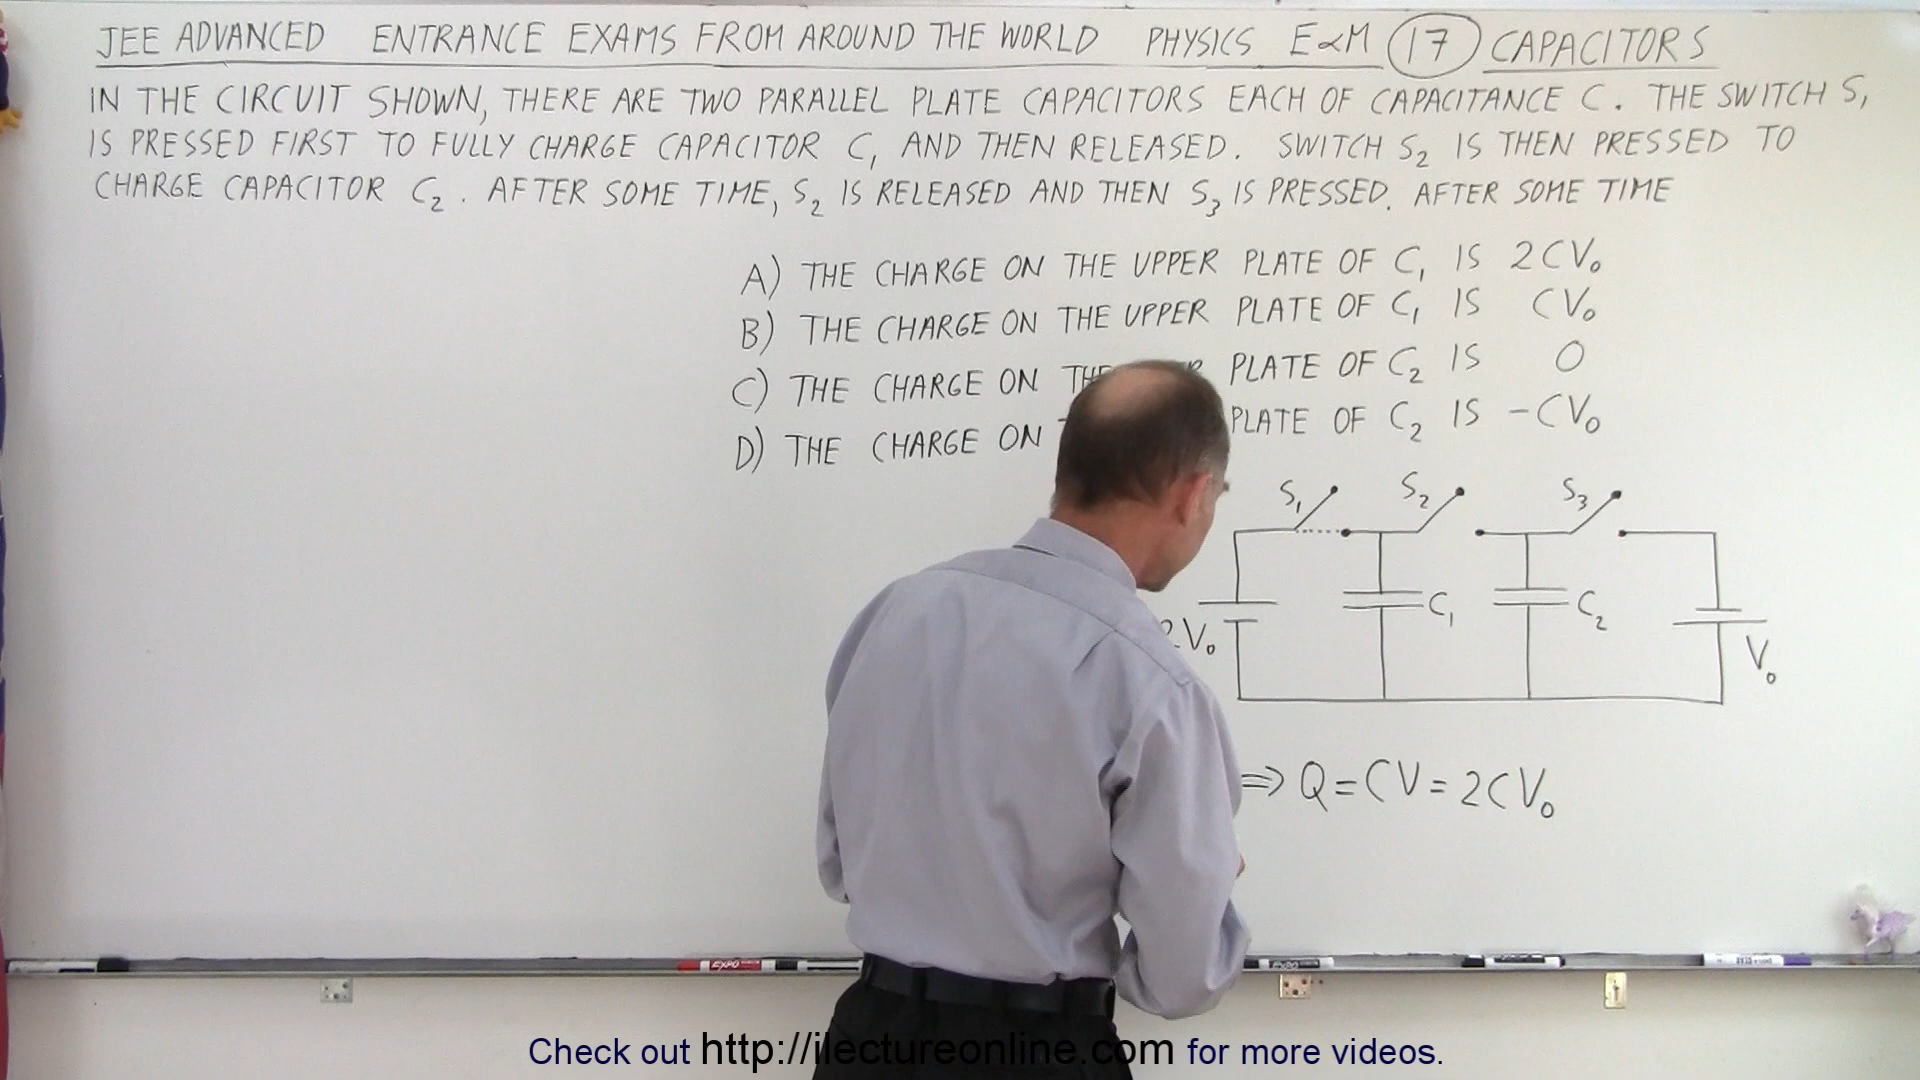 JEE ADVANCED ENTRANCE EXAMS FROM AROUND THE WORLD PHYSICS E&M 17 CAPACITORS
IN THE CIRCUIT SHOWN, THERE ARE TWO PARALLEL PLATE CAPACITORS EACH OF CAPACITANCE C. THE SWITCH S₁
IS PRESSED FIRST TO FULLY CHARGE CAPACITOR C₁ AND THEN RELEASED. SWITCH S₂ IS THEN PRESSED TO
CHARGE CAPACITOR C₂. AFTER SOME TIME, S₂ IS RELEASED AND THEN S₃ IS PRESSED. AFTER SOME TIME
A) THE CHARGE ON THE UPPER PLATE OF C₁ IS 2CV₀
B) THE CHARGE ON THE UPPER PLATE OF C₁ IS CV₀
C) THE CHARGE ON THE PLATE OF C₂ IS 0
D) THE CHARGE ON PLATE OF C₂ IS -CV₀
S₁ S₂ S₃
2V₀ C₁ C₂ V₀
⇒ Q = CV = 2CV₀
EXPO
Check out http://ilectureonline.com for more videos.